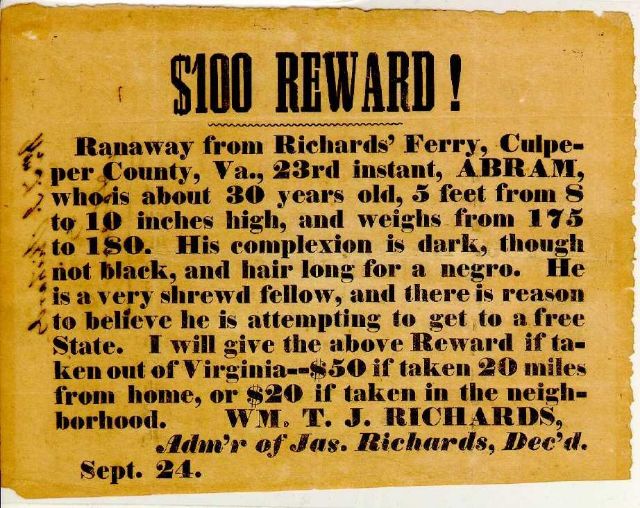 $100 REWARD!
Ranaway from Richards' Ferry, Culpe-
per County, Va., 23rd instant, ABRAM,
who is about 30 years old, 5 feet from 8
to 10 inches high, and weighs from 175
to 180. His complexion is dark, though
not black, and hair long for a negro. He
is a very shrewd fellow, and there is reason
to believe he is attempting to get to a free
State. I will give the above Reward if ta-
ken out of Virginia--$50 if taken 20 miles
from home, or $20 if taken in the neigh-
borhood. WM. T. J. RICHARDS,
Adm'r of Jas. Richards, Dec'd.
Sept. 24.